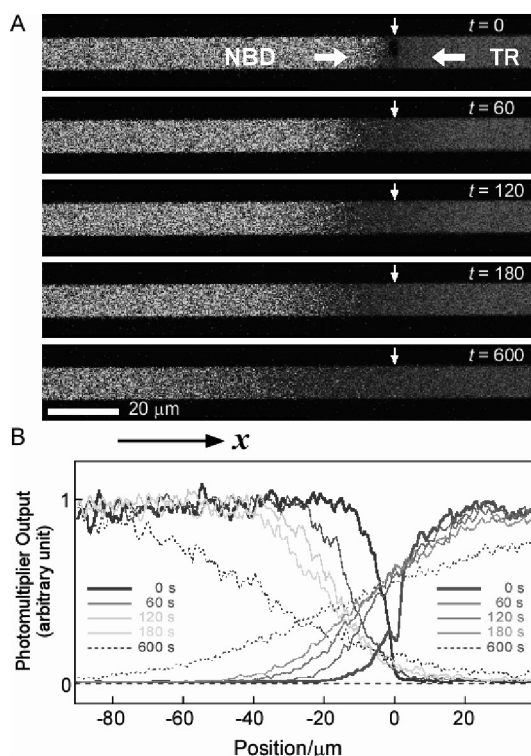 A
t = 0
NBD
TR
t = 60
t = 120
t = 180
t = 600
20 μm
B
x
Photomultiplier Output
(arbitrary unit)
1
0
0 s
60 s
120 s
180 s
600 s
0 s
60 s
120 s
180 s
600 s
-80
-60
-40
-20
0
20
Position/μm